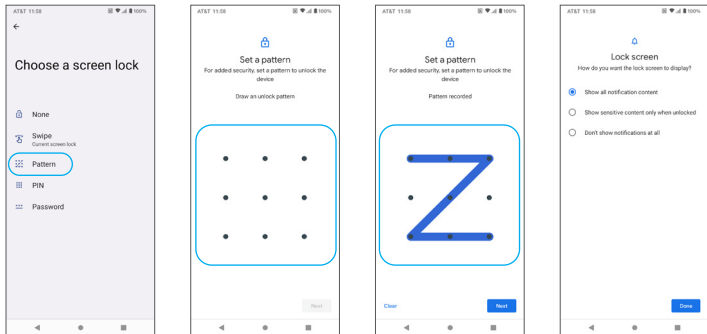 AT&T 11:58
100%
Choose a screen lock
None
Swipe
Current screen lock
Pattern
PIN
Password
AT&T 11:58
100%
Set a pattern
For added security, set a pattern to unlock the
device
Draw an unlock pattern
Next
AT&T 11:58
100%
Set a pattern
For added security, set a pattern to unlock the
device
Pattern recorded
Clear
Next
AT&T 11:58
100%
Lock screen
How do you want the lock screen to display?
Show all notification content
Show sensitive content only when unlocked
Don't show notifications at all
Done